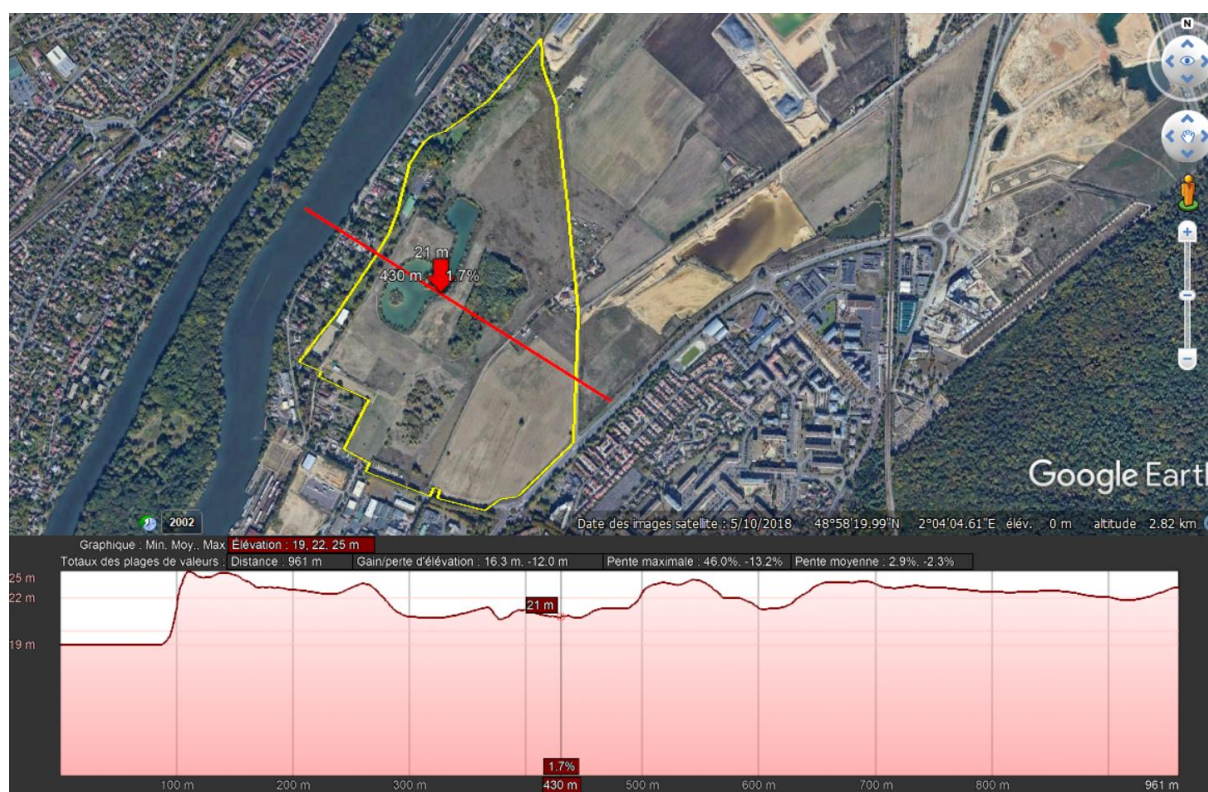 N
21 m
430 m 1.7%
Google Earth
2002
Date des images satellite : 5/10/2018 48°58'19.99"N 2°04'04.61"E élév. 0 m altitude 2.82 km
Graphique : Min, Moy., Max Élévation : 19, 22, 25 m
Totaux des plages de valeurs : Distance : 961 m Gain/perte d'élévation : 16.3 m, -12.0 m Pente maximale : 46.0%, -13.2% Pente moyenne : 2.9%, -2.3%
25 m
22 m
21 m
19 m
1.7%
100 m 200 m 300 m 430 m 500 m 600 m 700 m 800 m 961 m